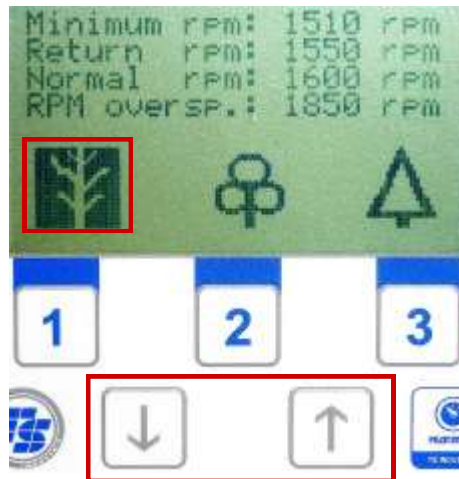 Minimum rpm: 1510 rpm
Return rpm: 1550 rpm
Normal rpm: 1600 rpm
RPM oversp.: 1850 rpm
1 2 3
TS